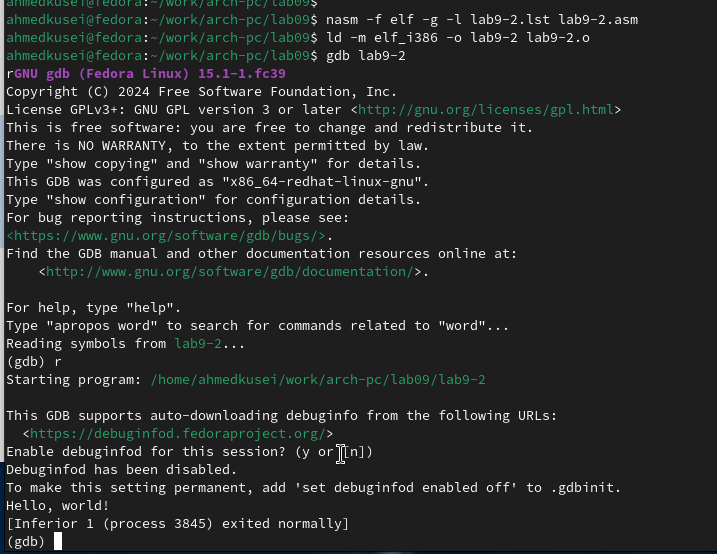 ahmedkusei@fedora:~/work/arch-pc/lab09$
ahmedkusei@fedora:~/work/arch-pc/lab09$ nasm -f elf -g -l lab9-2.lst lab9-2.asm
ahmedkusei@fedora:~/work/arch-pc/lab09$ ld -m elf_i386 -o lab9-2 lab9-2.o
ahmedkusei@fedora:~/work/arch-pc/lab09$ gdb lab9-2
rGNU gdb (Fedora Linux) 15.1-1.fc39
Copyright (C) 2024 Free Software Foundation, Inc.
License GPLv3+: GNU GPL version 3 or later <http://gnu.org/licenses/gpl.html>
This is free software: you are free to change and redistribute it.
There is NO WARRANTY, to the extent permitted by law.
Type "show copying" and "show warranty" for details.
This GDB was configured as "x86_64-redhat-linux-gnu".
Type "show configuration" for configuration details.
For bug reporting instructions, please see:
<https://www.gnu.org/software/gdb/bugs/>.
Find the GDB manual and other documentation resources online at:
    <http://www.gnu.org/software/gdb/documentation/>.

For help, type "help".
Type "apropos word" to search for commands related to "word"...
Reading symbols from lab9-2...
(gdb) r
Starting program: /home/ahmedkusei/work/arch-pc/lab09/lab9-2

This GDB supports auto-downloading debuginfo from the following URLs:
  <https://debuginfod.fedoraproject.org/>
Enable debuginfod for this session? (y or [n])
Debuginfod has been disabled.
To make this setting permanent, add 'set debuginfod enabled off' to .gdbinit.
Hello, world!
[Inferior 1 (process 3845) exited normally]
(gdb)